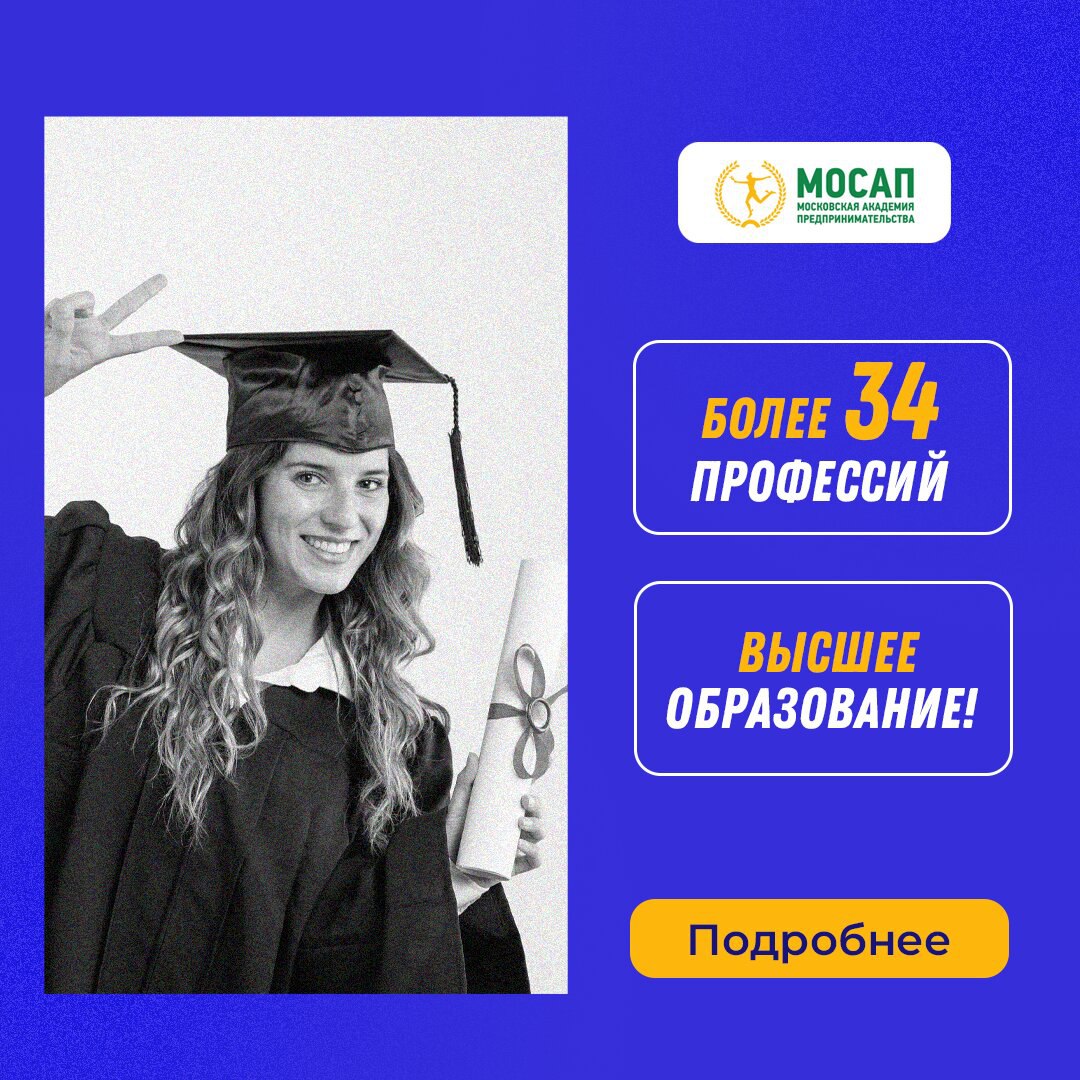 МОСАП
МОСКОВСКАЯ АКАДЕМИЯ
ПРЕДПРИНИМАТЕЛЬСТВА
БОЛЕЕ 34
ПРОФЕССИЙ
ВЫСШЕЕ
ОБРАЗОВАНИЕ!
Подробнее